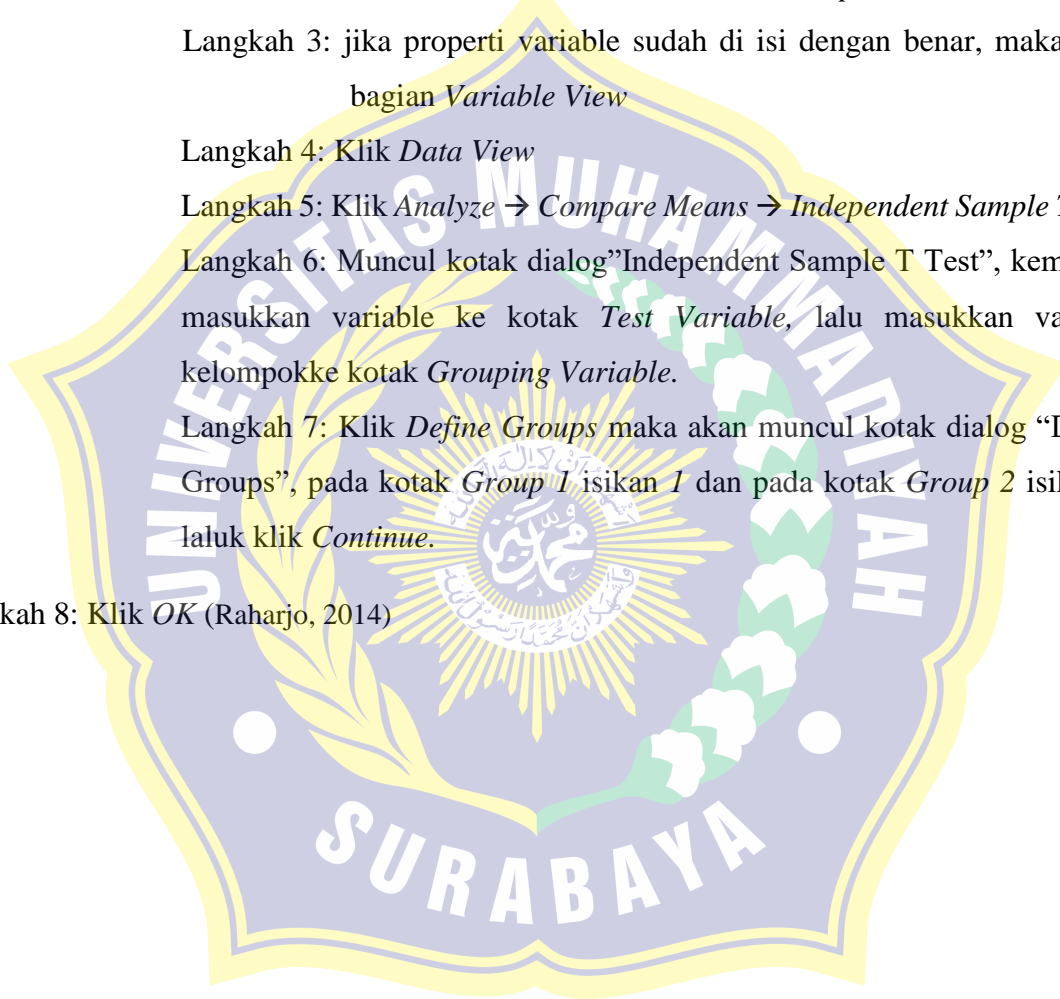 Langkah 3: jika properti variable sudah di isi dengan benar, maka
bagian Variable View
Langkah 4: Klik Data View
Langkah 5: Klik Analyze → Compare Means → Independent Sample
Langkah 6: Muncul kotak dialog”Independent Sample T Test”, kem
masukkan variable ke kotak Test Variable, lalu masukkan va
kelompokke kotak Grouping Variable.
Langkah 7: Klik Define Groups maka akan muncul kotak dialog “
Groups”, pada kotak Group 1 isikan 1 dan pada kotak Group 2 isi
laluk klik Continue.
kah 8: Klik OK (Raharjo, 2014)
UNIVERSITAS MUHAMMADIYAH
SURABAYA